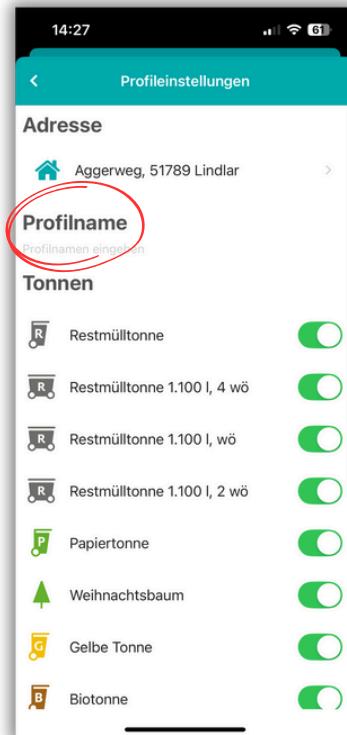 14:27
61
Profileinstellungen
Adresse
Aggerweg, 51789 Lindlar
Profilname
Profilnamen eingeben
Tonnen
R
Restmülltonne
R
Restmülltonne 1.100 l, 4 wö
R
Restmülltonne 1.100 l, wö
R
Restmülltonne 1.100 l, 2 wö
P
Papiertonne
Weihnachtsbaum
G
Gelbe Tonne
B
Biotonne